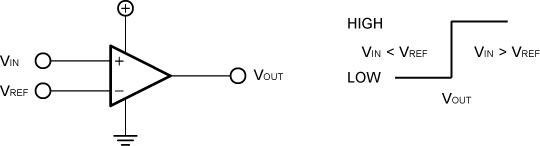 VIN
VREF
+
−
+
VOUT
HIGH
VIN < VREF
VIN > VREF
LOW
VOUT